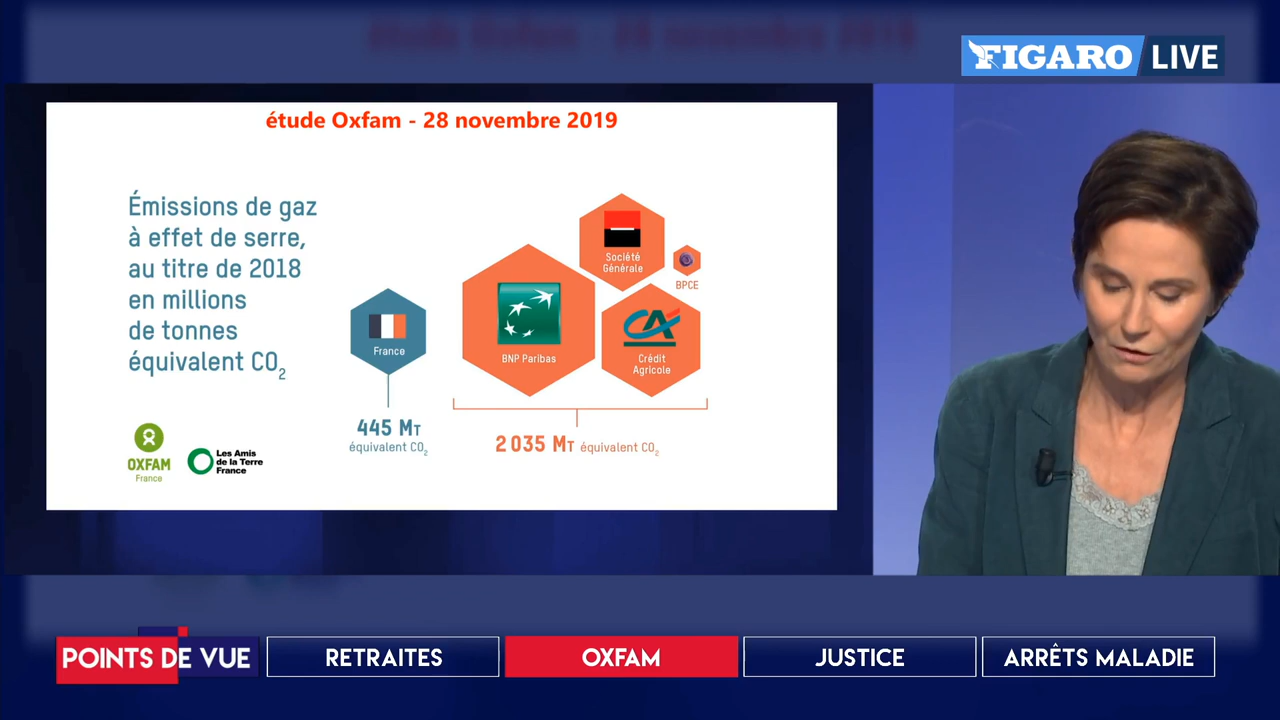 FIGARO LIVE
étude Oxfam - 28 novembre 2019
Émissions de gaz
à effet de serre,
au titre de 2018
en millions
de tonnes
équivalent CO2
France
445 MT
équivalent CO2
BNP Paribas
Société
Générale
BPCE
CA
Crédit
Agricole
2 035 MT équivalent CO2
OXFAM
France
Les Amis
de la Terre
France
POINTS DE VUE
RETRAITES
OXFAM
JUSTICE
ARRÊTS MALADIE